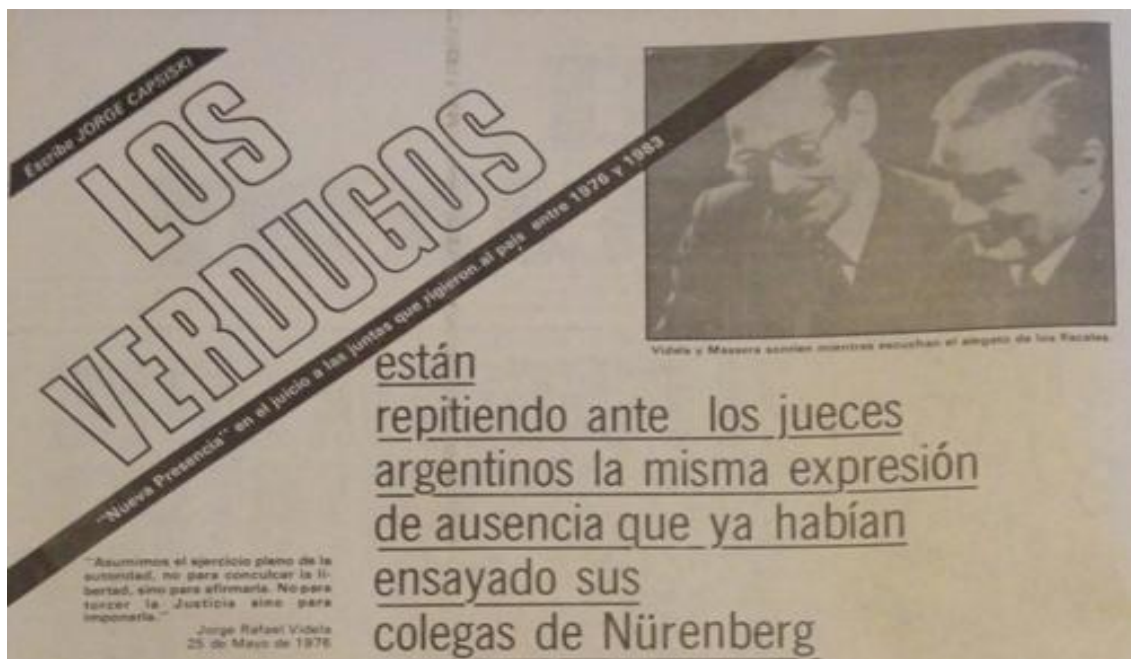 Escribe JORGE CAPSISKI
LOS
VERDUGOS
"Nueva Presencia" en el juicio a las juntas que rigieron al país entre 1976 y 1983
Videla y Massera sonríen mientras escuchan el alegato de los fiscales.
están
repitiendo ante los jueces
argentinos la misma expresión
de ausencia que ya habían
ensayado sus
colegas de Nürenberg
"Asumimos el ejercicio pleno de la
autoridad, no para conculcar la li-
bertad, sino para afirmarla. No para
torcer la Justicia sino para
imponerla."
Jorge Rafael Videla
25 de Mayo de 1976